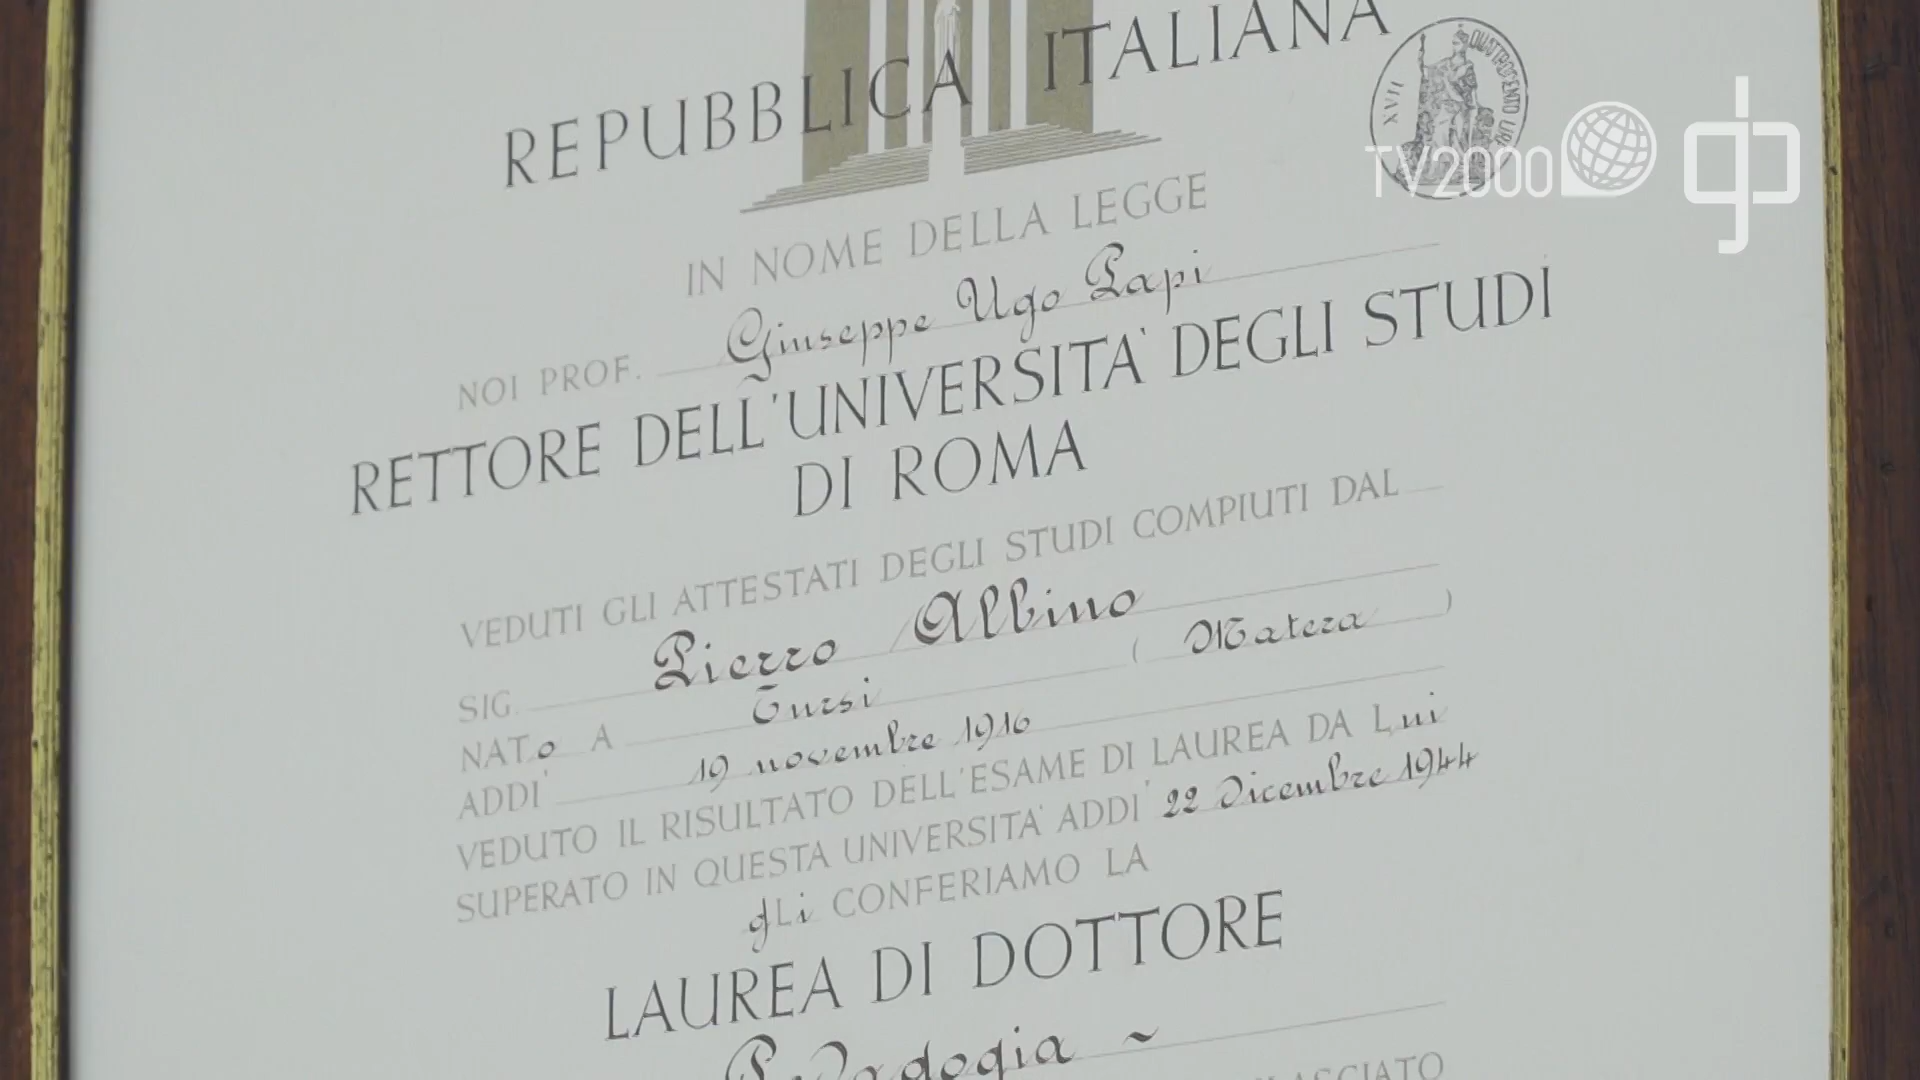 REPUBBLICA ITALIANA
XVII
QUATTROCENTO
TV2000
IN NOME DELLA LEGGE
NOI PROF. Giuseppe Ugo Papi
RETTORE DELL'UNIVERSITA' DEGLI STUDI
DI ROMA
VEDUTI GLI ATTESTATI DEGLI STUDI COMPIUTI DAL
SIG. Pierro Albino
NATo A Tursi ( Matera )
ADDI' 19 novembre 1916
VEDUTO IL RISULTATO DELL'ESAME DI LAUREA DA Lui
SUPERATO IN QUESTA UNIVERSITA' ADDI' 22 Dicembre 1944
gLi CONFERIAMO LA
LAUREA DI DOTTORE
Pedagogia ~